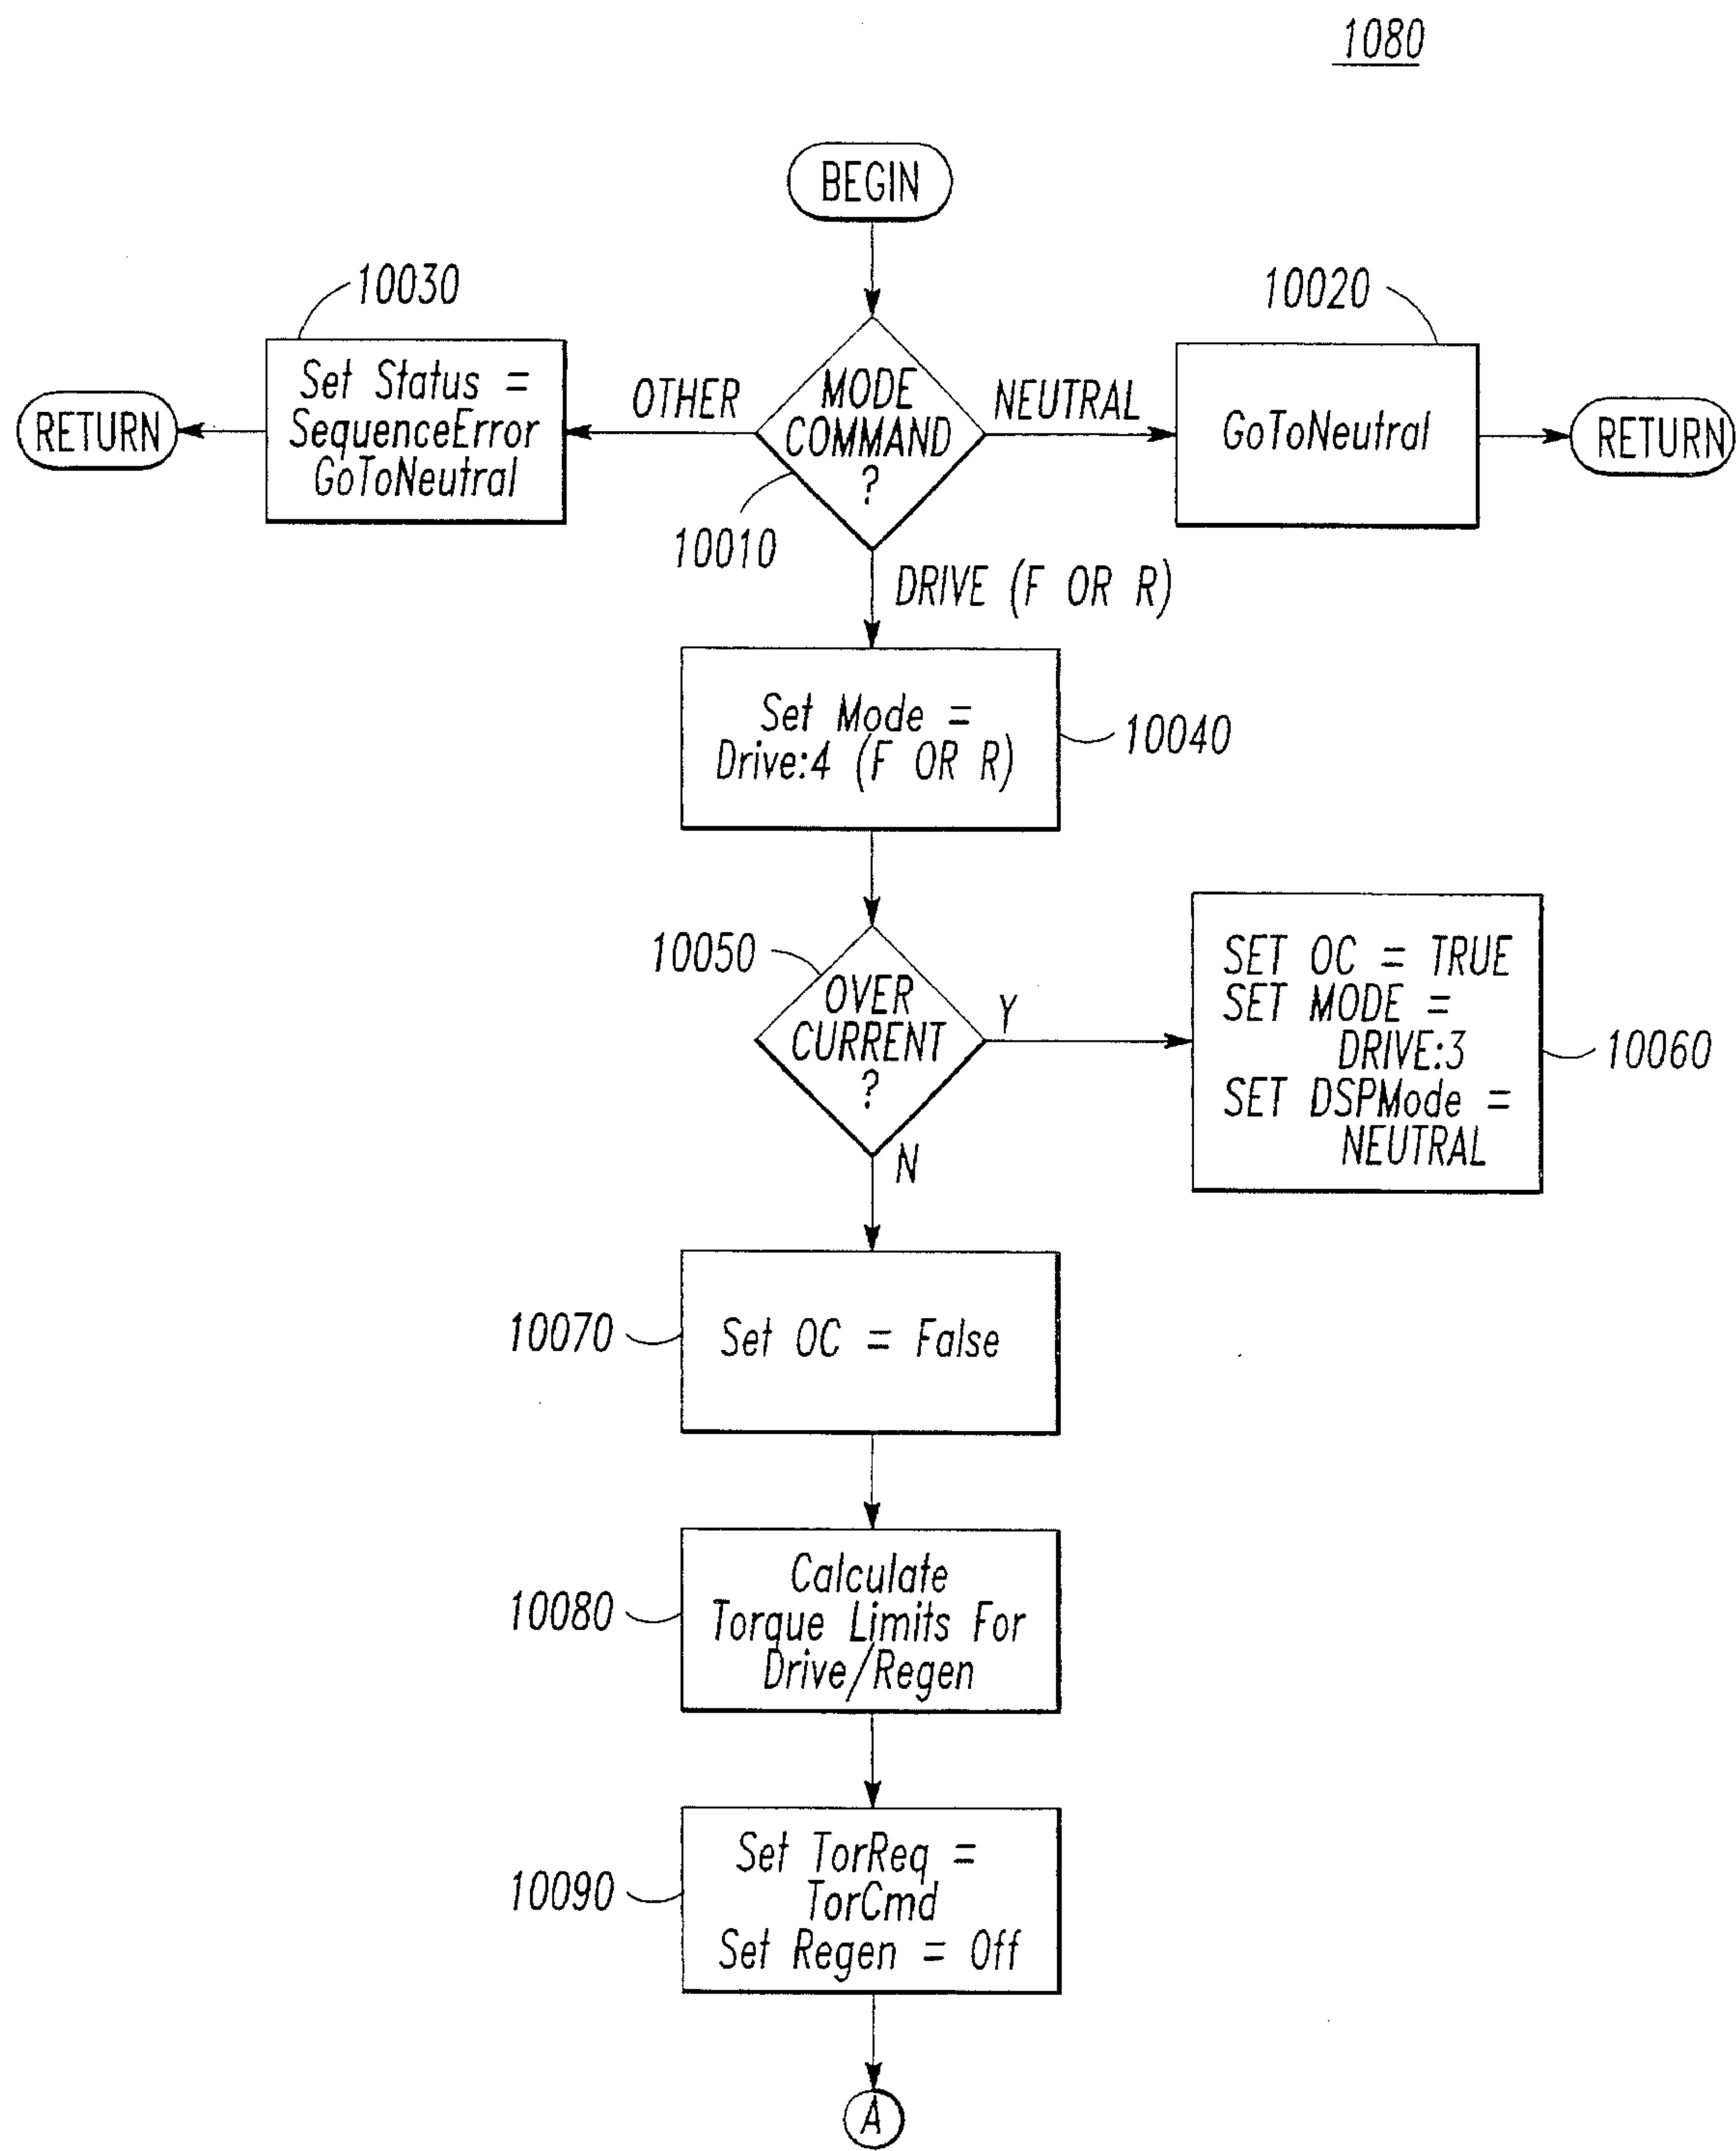 1080
BEGIN
10030
10020
Set Status =
SequenceError
GoToNeutral
RETURN
OTHER
MODE
COMMAND
?
NEUTRAL
GoToNeutral
RETURN
10010
DRIVE (F OR R)
Set Mode =
Drive:4 (F OR R)
10040
10050
OVER
CURRENT
?
Y
N
SET OC = TRUE
SET MODE =
DRIVE:3
SET DSPMode =
NEUTRAL
10060
10070
Set OC = False
10080
Calculate
Torque Limits For
Drive/Regen
10090
Set TorReq =
TorCmd
Set Regen = Off
A